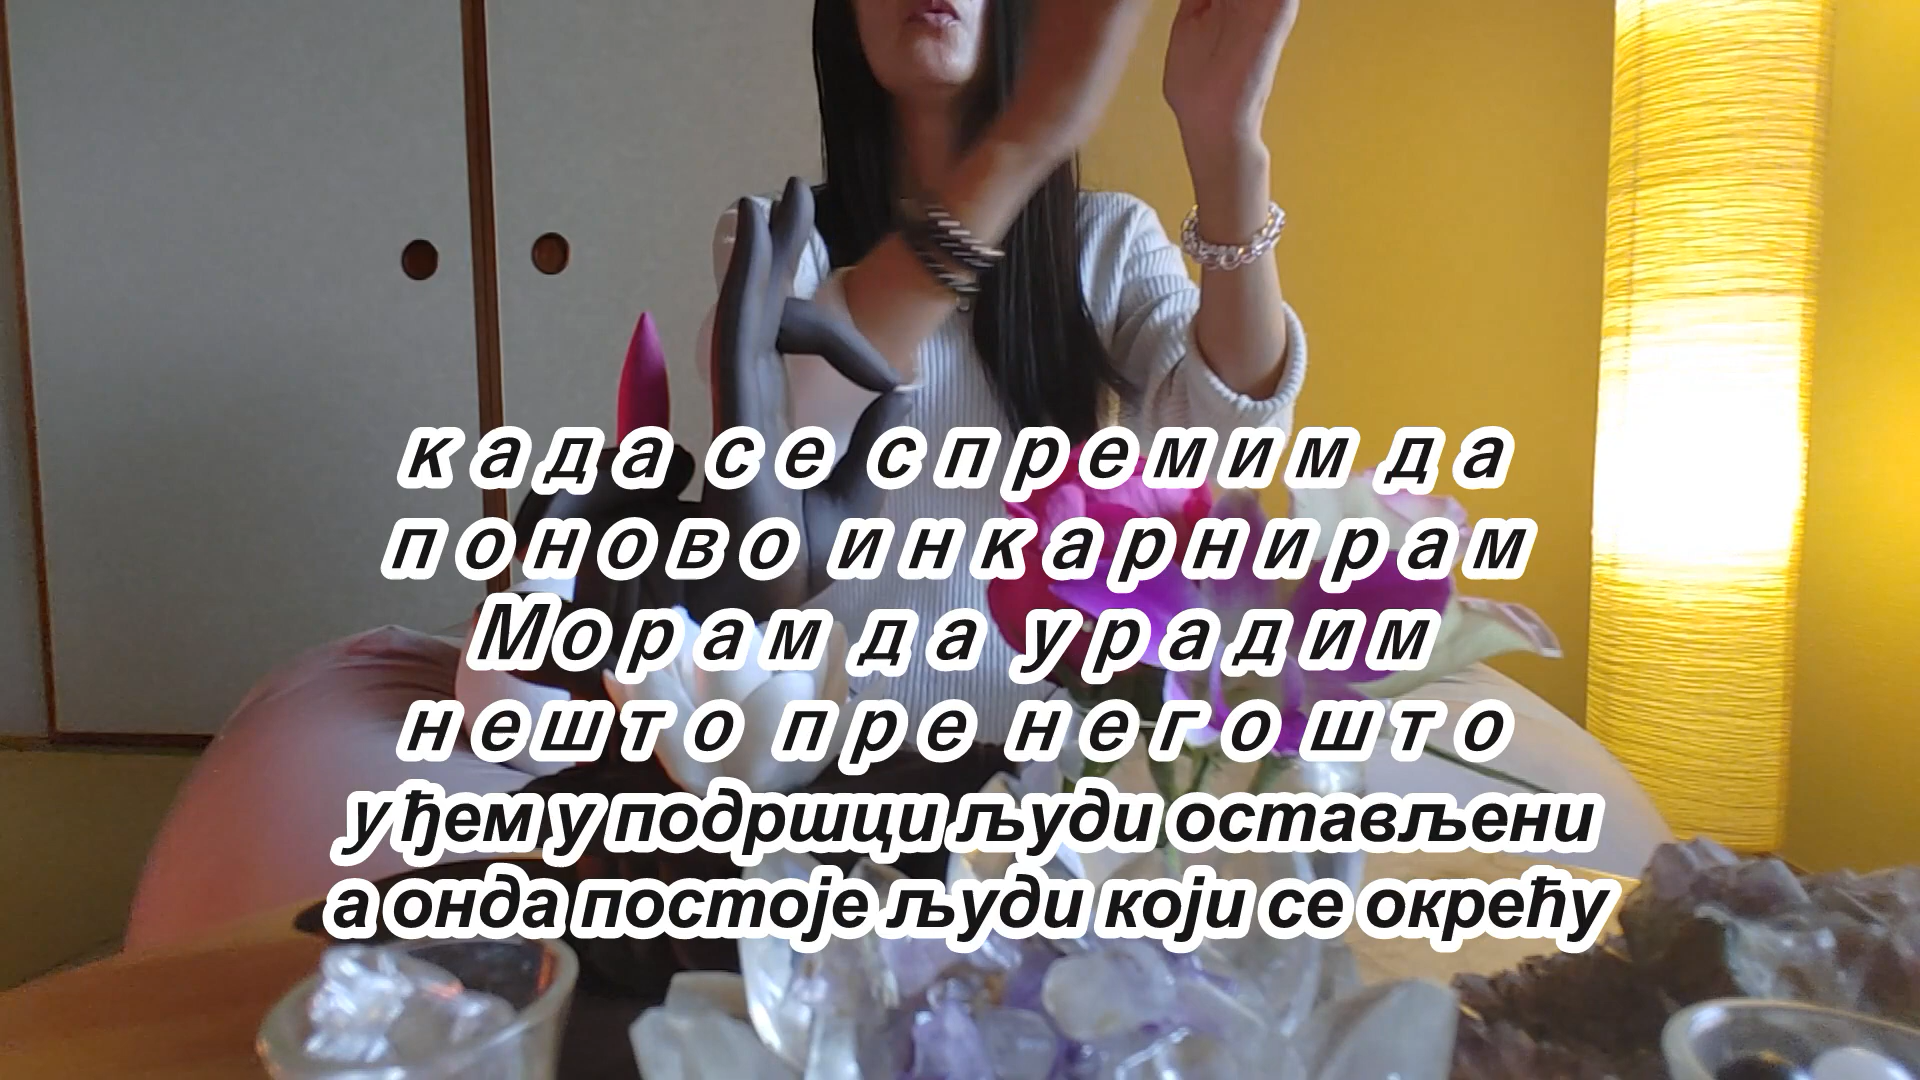 када се спремим да
поново инкарнирам
Морам да урадим
нешто пре него што
уђем у подршци људи остављени
а онда постоје људи који се окрећу